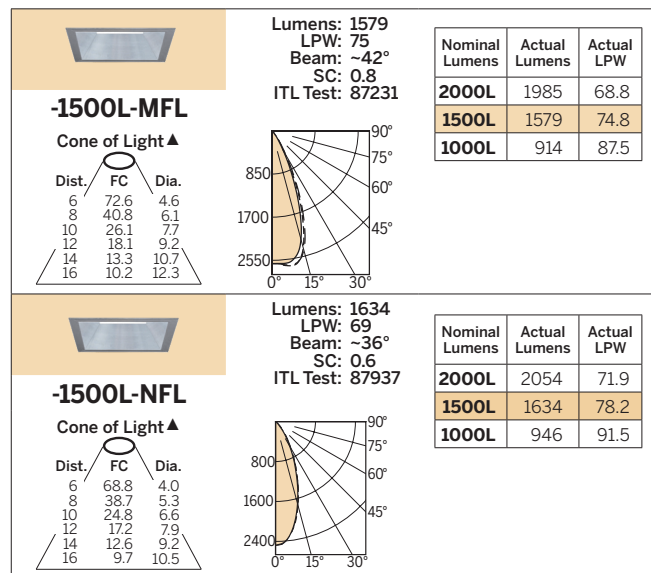 -1500L-MFL
Cone of Light▲
Dist. FC Dia.
6 72.6 4.6
8 40.8 6.1
10 26.1 7.7
12 18.1 9.2
14 13.3 10.7
16 10.2 12.3
Lumens: 1579
LPW: 75
Beam: ~42°
SC: 0.8
ITL Test: 87231
90°
75°
60°
45°
850
1700
2550
0° 15° 30°
Nominal Lumens Actual Lumens Actual LPW
2000L 1985 68.8
1500L 1579 74.8
1000L 914 87.5
-1500L-NFL
Cone of Light▲
Dist. FC Dia.
6 68.8 4.0
8 38.7 5.3
10 24.8 6.6
12 17.2 7.9
14 12.6 9.2
16 9.7 10.5
Lumens: 1634
LPW: 69
Beam: ~36°
SC: 0.6
ITL Test: 87937
90°
75°
60°
45°
800
1600
2400
0° 15° 30°
Nominal Lumens Actual Lumens Actual LPW
2000L 2054 71.9
1500L 1634 78.2
1000L 946 91.5